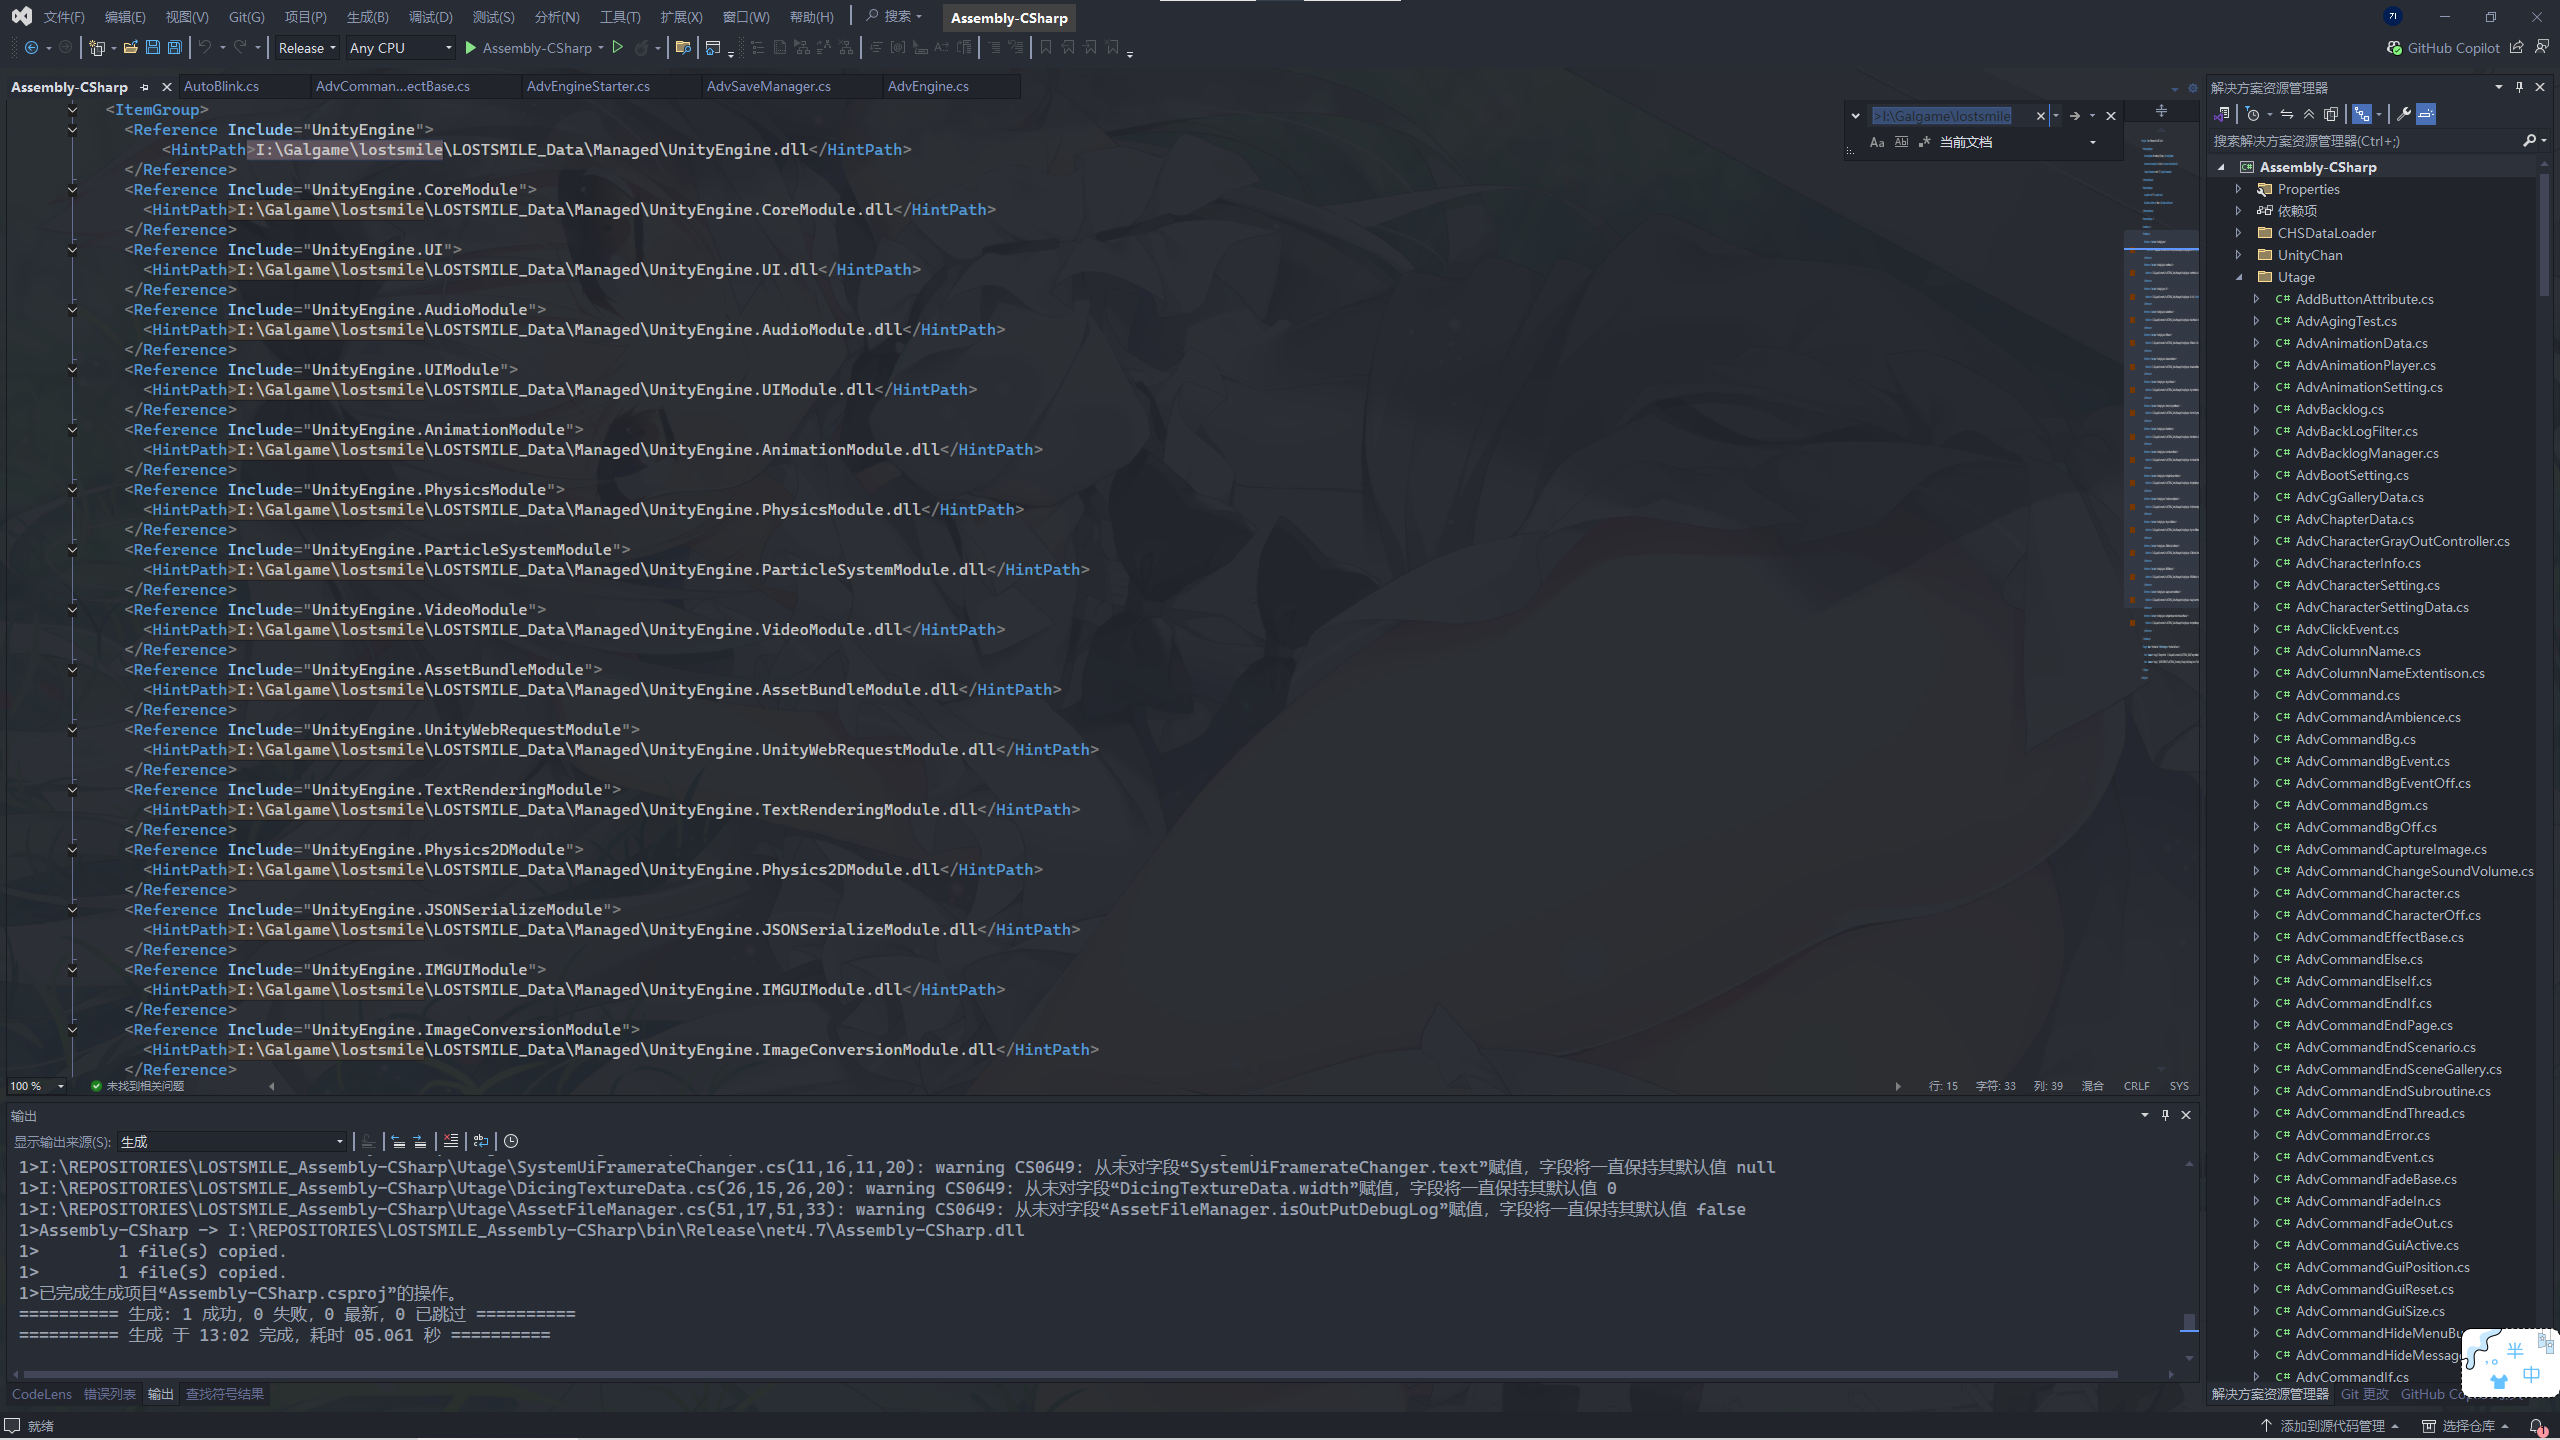 文件(F) 编辑(E) 视图(V) Git(G) 项目(P) 生成(B) 调试(D) 测试(S) 分析(N) 工具(T) 扩展(X) 窗口(W) 帮助(H) 搜索 Assembly-CSharp
Release Any CPU Assembly-CSharp GitHub Copilot
Assembly-CSharp AutoBlink.cs AdvComman...ectBase.cs AdvEngineStarter.cs AdvSaveManager.cs AdvEngine.cs
>I:\Galgame\lostsmile
Aa Ab 当前文档
<ItemGroup>
<Reference Include="UnityEngine">
<HintPath>I:\Galgame\lostsmile\LOSTSMILE_Data\Managed\UnityEngine.dll</HintPath>
</Reference>
<Reference Include="UnityEngine.CoreModule">
<HintPath>I:\Galgame\lostsmile\LOSTSMILE_Data\Managed\UnityEngine.CoreModule.dll</HintPath>
</Reference>
<Reference Include="UnityEngine.UI">
<HintPath>I:\Galgame\lostsmile\LOSTSMILE_Data\Managed\UnityEngine.UI.dll</HintPath>
</Reference>
<Reference Include="UnityEngine.AudioModule">
<HintPath>I:\Galgame\lostsmile\LOSTSMILE_Data\Managed\UnityEngine.AudioModule.dll</HintPath>
</Reference>
<Reference Include="UnityEngine.UIModule">
<HintPath>I:\Galgame\lostsmile\LOSTSMILE_Data\Managed\UnityEngine.UIModule.dll</HintPath>
</Reference>
<Reference Include="UnityEngine.AnimationModule">
<HintPath>I:\Galgame\lostsmile\LOSTSMILE_Data\Managed\UnityEngine.AnimationModule.dll</HintPath>
</Reference>
<Reference Include="UnityEngine.PhysicsModule">
<HintPath>I:\Galgame\lostsmile\LOSTSMILE_Data\Managed\UnityEngine.PhysicsModule.dll</HintPath>
</Reference>
<Reference Include="UnityEngine.ParticleSystemModule">
<HintPath>I:\Galgame\lostsmile\LOSTSMILE_Data\Managed\UnityEngine.ParticleSystemModule.dll</HintPath>
</Reference>
<Reference Include="UnityEngine.VideoModule">
<HintPath>I:\Galgame\lostsmile\LOSTSMILE_Data\Managed\UnityEngine.VideoModule.dll</HintPath>
</Reference>
<Reference Include="UnityEngine.AssetBundleModule">
<HintPath>I:\Galgame\lostsmile\LOSTSMILE_Data\Managed\UnityEngine.AssetBundleModule.dll</HintPath>
</Reference>
<Reference Include="UnityEngine.UnityWebRequestModule">
<HintPath>I:\Galgame\lostsmile\LOSTSMILE_Data\Managed\UnityEngine.UnityWebRequestModule.dll</HintPath>
</Reference>
<Reference Include="UnityEngine.TextRenderingModule">
<HintPath>I:\Galgame\lostsmile\LOSTSMILE_Data\Managed\UnityEngine.TextRenderingModule.dll</HintPath>
</Reference>
<Reference Include="UnityEngine.Physics2DModule">
<HintPath>I:\Galgame\lostsmile\LOSTSMILE_Data\Managed\UnityEngine.Physics2DModule.dll</HintPath>
</Reference>
<Reference Include="UnityEngine.JSONSerializeModule">
<HintPath>I:\Galgame\lostsmile\LOSTSMILE_Data\Managed\UnityEngine.JSONSerializeModule.dll</HintPath>
</Reference>
<Reference Include="UnityEngine.IMGUIModule">
<HintPath>I:\Galgame\lostsmile\LOSTSMILE_Data\Managed\UnityEngine.IMGUIModule.dll</HintPath>
</Reference>
<Reference Include="UnityEngine.ImageConversionModule">
<HintPath>I:\Galgame\lostsmile\LOSTSMILE_Data\Managed\UnityEngine.ImageConversionModule.dll</HintPath>
</Reference>
100 % 未找到相关问题 行: 15 字符: 33 列: 39 混合 CRLF SYS
输出
显示输出来源(S): 生成
1>I:\REPOSITORIES\LOSTSMILE_Assembly-CSharp\Utage\SystemUiFramerateChanger.cs(11,16,11,20): warning CS0649: 从未对字段“SystemUiFramerateChanger.text”赋值，字段将一直保持其默认值 null
1>I:\REPOSITORIES\LOSTSMILE_Assembly-CSharp\Utage\DicingTextureData.cs(26,15,26,20): warning CS0649: 从未对字段“DicingTextureData.width”赋值，字段将一直保持其默认值 0
1>I:\REPOSITORIES\LOSTSMILE_Assembly-CSharp\Utage\AssetFileManager.cs(51,17,51,33): warning CS0649: 从未对字段“AssetFileManager.isOutPutDebugLog”赋值，字段将一直保持其默认值 false
1>Assembly-CSharp -> I:\REPOSITORIES\LOSTSMILE_Assembly-CSharp\bin\Release\net4.7\Assembly-CSharp.dll
1>        1 file(s) copied.
1>        1 file(s) copied.
1>已完成生成项目“Assembly-CSharp.csproj”的操作。
========== 生成: 1 成功，0 失败，0 最新，0 已跳过 ==========
========== 生成 于 13:02 完成，耗时 05.061 秒 ==========
CodeLens 错误列表 输出 查找符号结果
就绪
解决方案资源管理器
搜索解决方案资源管理器(Ctrl+;)
Assembly-CSharp
Properties
依赖项
CHSDataLoader
UnityChan
Utage
C# AddButtonAttribute.cs
C# AdvAgingTest.cs
C# AdvAnimationData.cs
C# AdvAnimationPlayer.cs
C# AdvAnimationSetting.cs
C# AdvBacklog.cs
C# AdvBackLogFilter.cs
C# AdvBacklogManager.cs
C# AdvBootSetting.cs
C# AdvCgGalleryData.cs
C# AdvChapterData.cs
C# AdvCharacterGrayOutController.cs
C# AdvCharacterInfo.cs
C# AdvCharacterSetting.cs
C# AdvCharacterSettingData.cs
C# AdvClickEvent.cs
C# AdvColumnName.cs
C# AdvColumnNameExtentison.cs
C# AdvCommand.cs
C# AdvCommandAmbience.cs
C# AdvCommandBg.cs
C# AdvCommandBgEvent.cs
C# AdvCommandBgEventOff.cs
C# AdvCommandBgm.cs
C# AdvCommandBgOff.cs
C# AdvCommandCaptureImage.cs
C# AdvCommandChangeSoundVolume.cs
C# AdvCommandCharacter.cs
C# AdvCommandCharacterOff.cs
C# AdvCommandEffectBase.cs
C# AdvCommandElse.cs
C# AdvCommandElseIf.cs
C# AdvCommandEndIf.cs
C# AdvCommandEndPage.cs
C# AdvCommandEndScenario.cs
C# AdvCommandEndSceneGallery.cs
C# AdvCommandEndSubroutine.cs
C# AdvCommandEndThread.cs
C# AdvCommandError.cs
C# AdvCommandEvent.cs
C# AdvCommandFadeBase.cs
C# AdvCommandFadeIn.cs
C# AdvCommandFadeOut.cs
C# AdvCommandGuiActive.cs
C# AdvCommandGuiPosition.cs
C# AdvCommandGuiReset.cs
C# AdvCommandGuiSize.cs
C# AdvCommandHideMenuBu
C# AdvCommandHideMessag
C# AdvCommandIf.cs
半
中
解决方案资源管理器 Git 更改 GitHub Co
添加到源代码管理 选择仓库